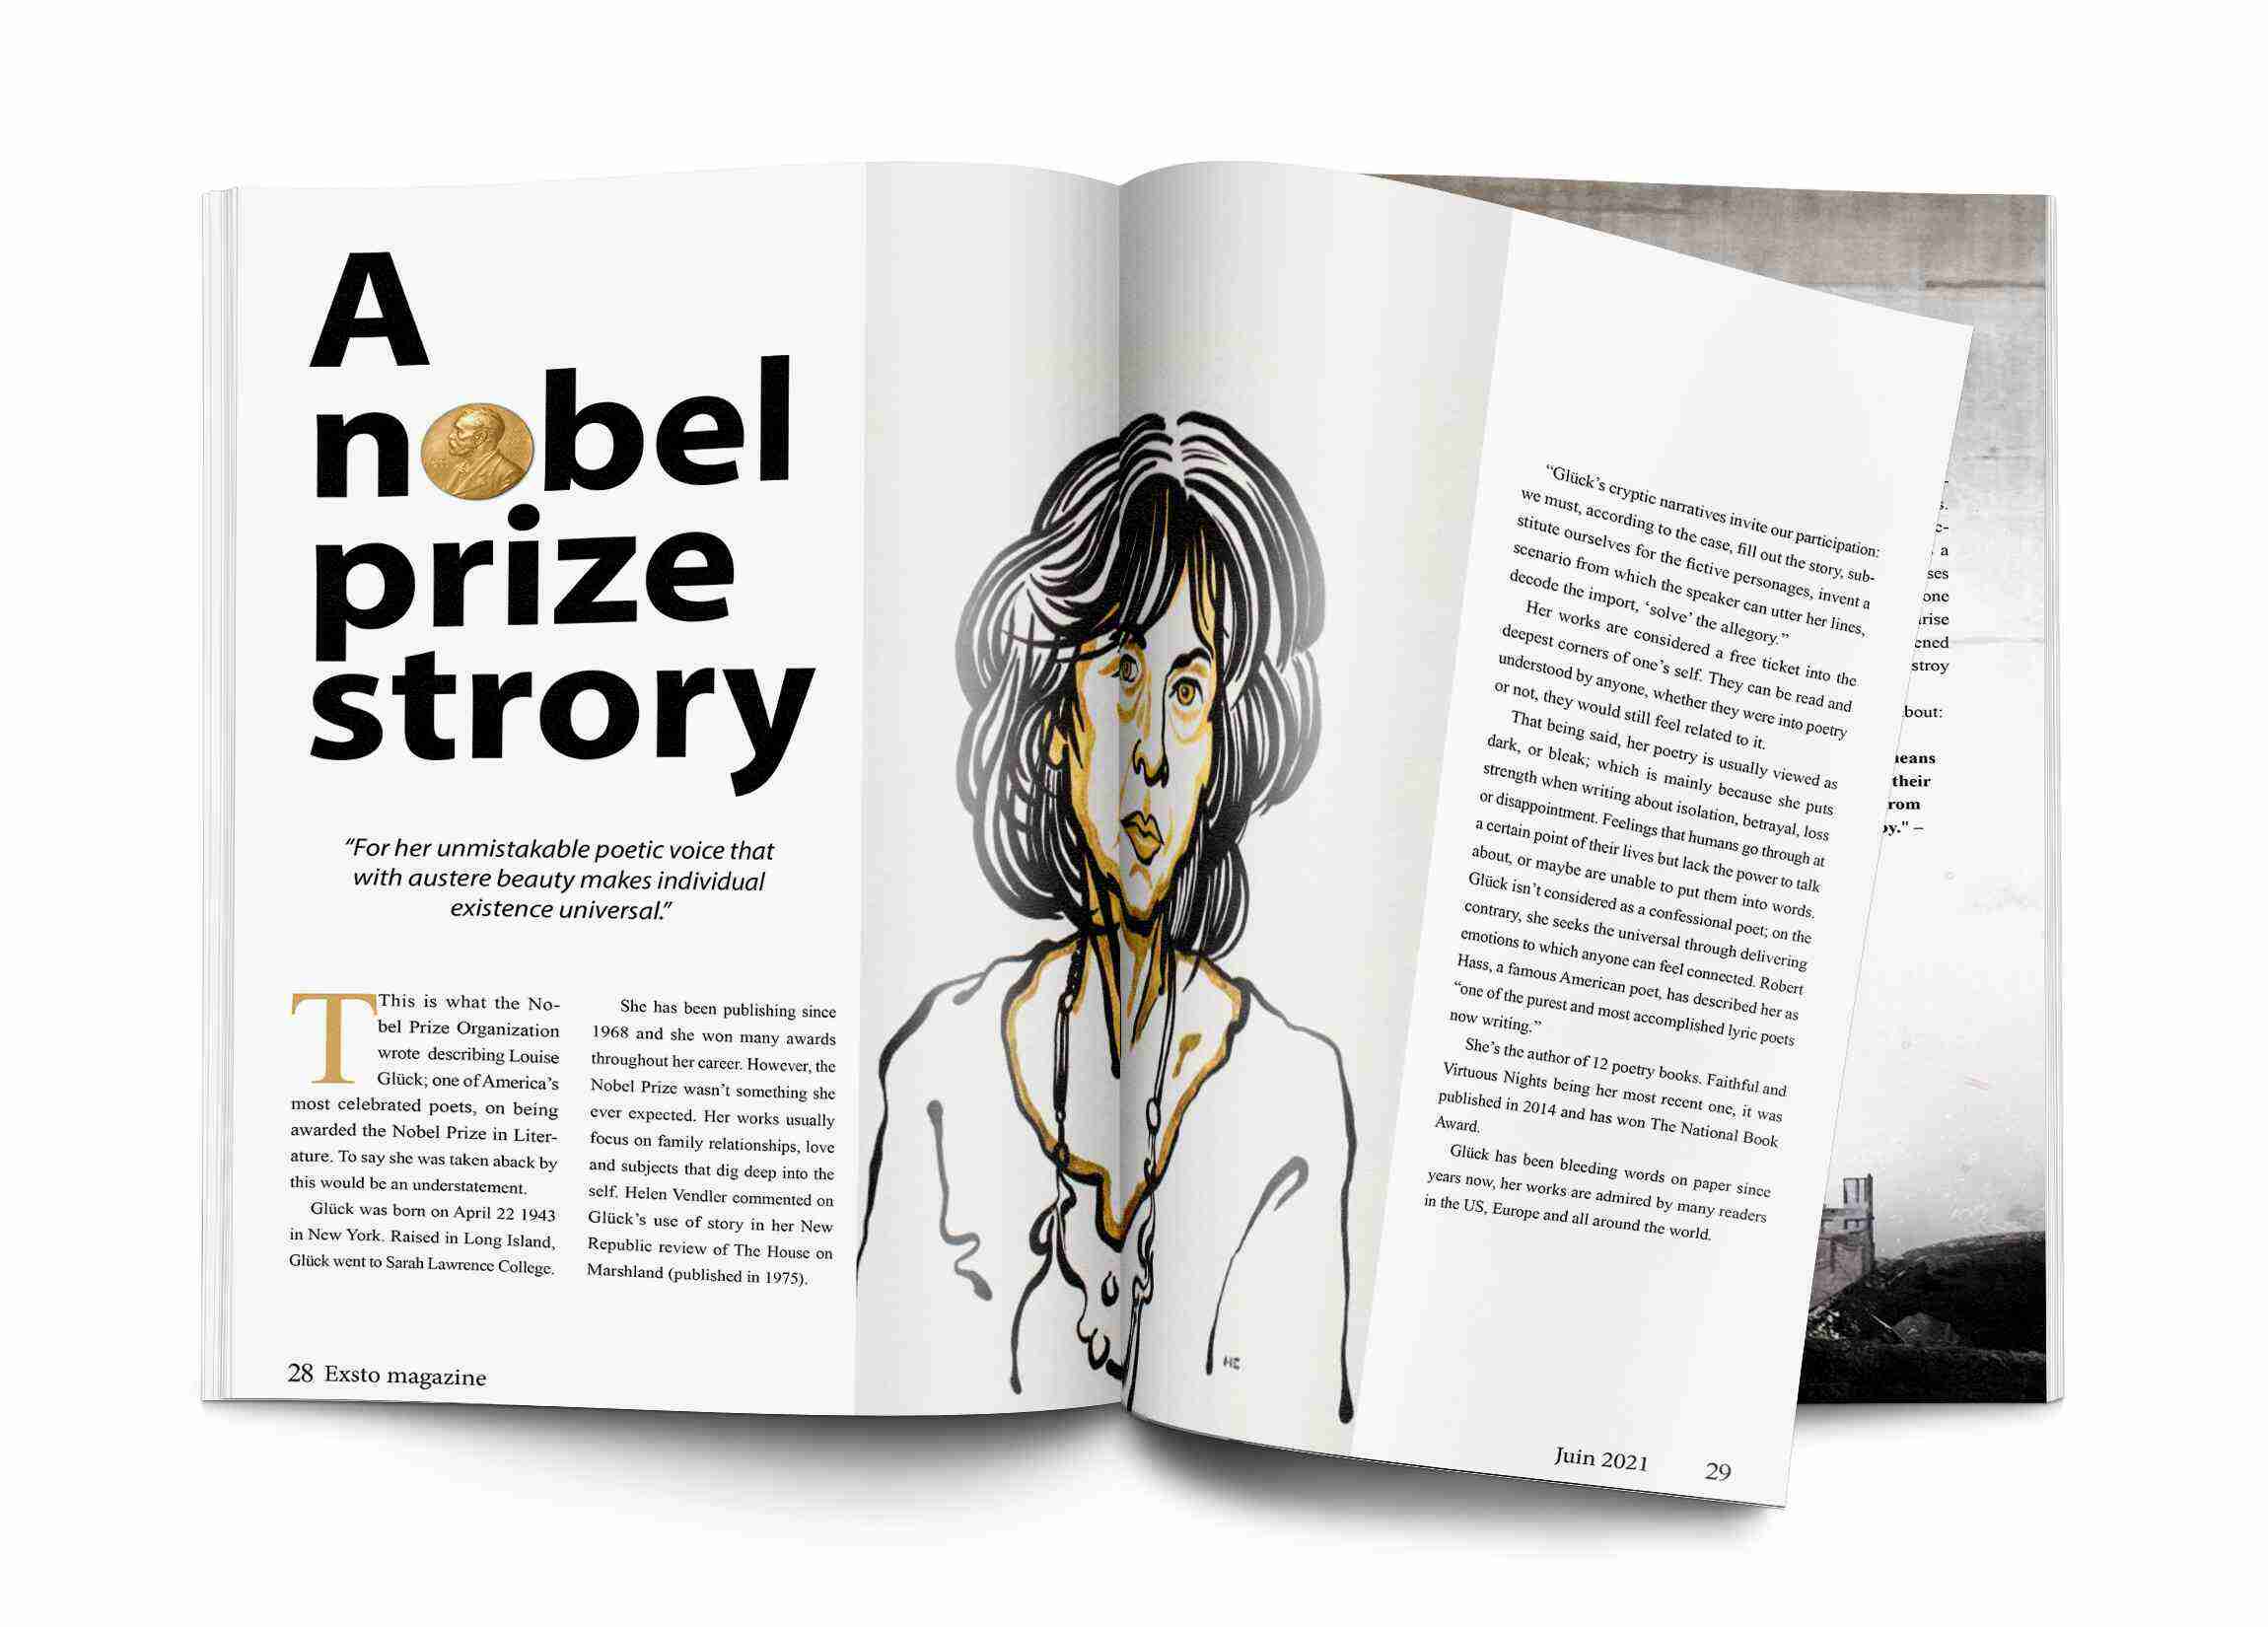 A
nobel
prize
strory
“For her unmistakable poetic voice that
with austere beauty makes individual
existence universal.”
T
This is what the No-
bel Prize Organization
wrote describing Louise
Glück; one of America’s
most celebrated poets, on being
awarded the Nobel Prize in Liter-
ature. To say she was taken aback by
this would be an understatement.
Glück was born on April 22 1943
in New York. Raised in Long Island,
Glück went to Sarah Lawrence College.
She has been publishing since
1968 and she won many awards
throughout her career. However, the
Nobel Prize wasn’t something she
ever expected. Her works usually
focus on family relationships, love
and subjects that dig deep into the
self. Helen Vendler commented on
Glück’s use of story in her New
Republic review of The House on
Marshland (published in 1975).
28 Exsto magazine
“Glück’s cryptic narratives invite our participation:
we must, according to the case, fill out the story, sub-
stitute ourselves for the fictive personages, invent a
scenario from which the speaker can utter her lines,
decode the import, ‘solve’ the allegory.”
Her works are considered a free ticket into the
deepest corners of one’s self. They can be read and
understood by anyone, whether they were into poetry
or not, they would still feel related to it.
That being said, her poetry is usually viewed as
dark, or bleak; which is mainly because she puts
strength when writing about isolation, betrayal, loss
or disappointment. Feelings that humans go through at
a certain point of their lives but lack the power to talk
about, or maybe are unable to put them into words.
Glück isn’t considered as a confessional poet; on the
contrary, she seeks the universal through delivering
emotions to which anyone can feel connected. Robert
Hass, a famous American poet, has described her as
“one of the purest and most accomplished lyric poets
now writing.”
She’s the author of 12 poetry books. Faithful and
Virtuous Nights being her most recent one, it was
published in 2014 and has won The National Book
Award.
Glück has been bleeding words on paper since
years now, her works are admired by many readers
in the US, Europe and all around the world.
HE
Juin 2021 29
a
ses
one
rise
ened
stroy
bout:
eans
their
rom
y." –